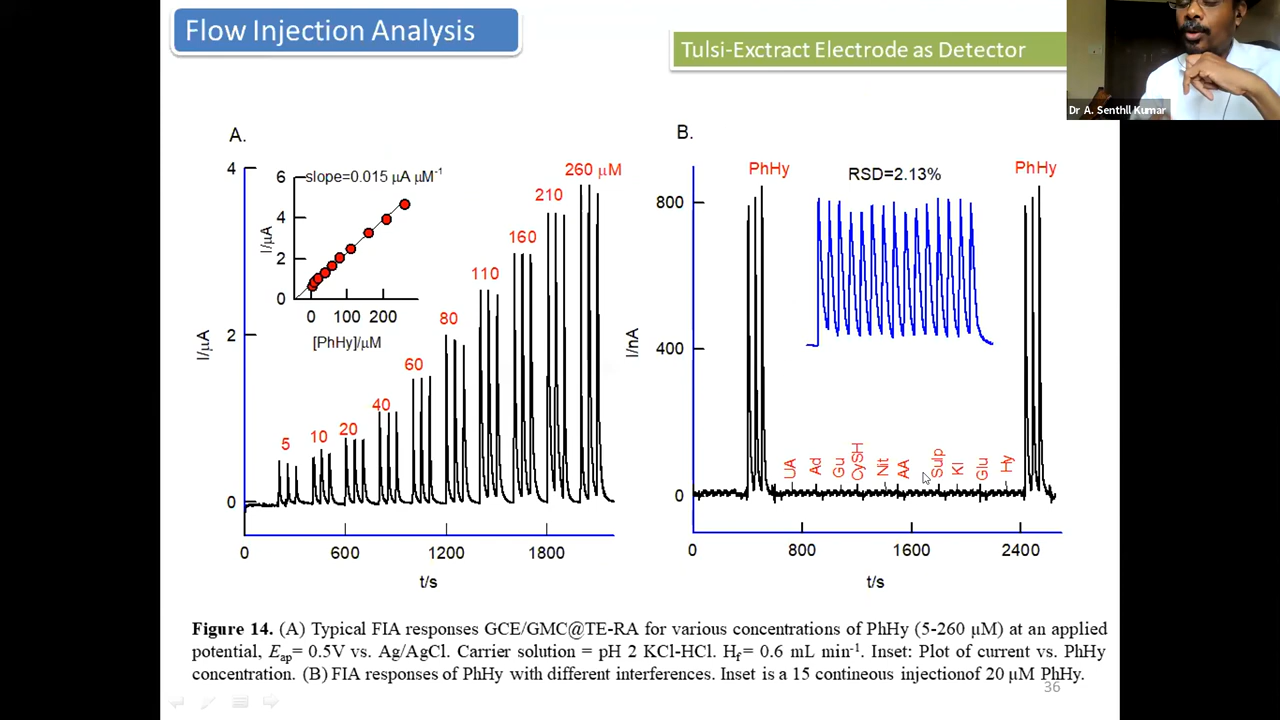 Flow Injection Analysis
Tulsi-Exctract Electrode as Detector
Dr A. Senthil Kumar
A.
4
2
0
I/µA
0
600
1200
1800
t/s
5
10
20
40
60
80
110
160
210
260 µM
6
4
2
0
I/µA
slope=0.015 µA µM⁻¹
0
100
200
[PhHy]/µM
B.
PhHy
RSD=2.13%
PhHy
800
400
0
I/nA
UA
Ad
Gu
CySH
Nit
AA
Sulp
KI
Glu
Hy
0
800
1600
2400
t/s
Figure 14. (A) Typical FIA responses GCE/GMC@TE-RA for various concentrations of PhHy (5-260 µM) at an applied
potential, Eap= 0.5V vs. Ag/AgCl. Carrier solution = pH 2 KCl-HCl. Hf= 0.6 mL min⁻¹. Inset: Plot of current vs. PhHy
concentration. (B) FIA responses of PhHy with different interferences. Inset is a 15 contineous injectionof 20 µM PhHy.
36